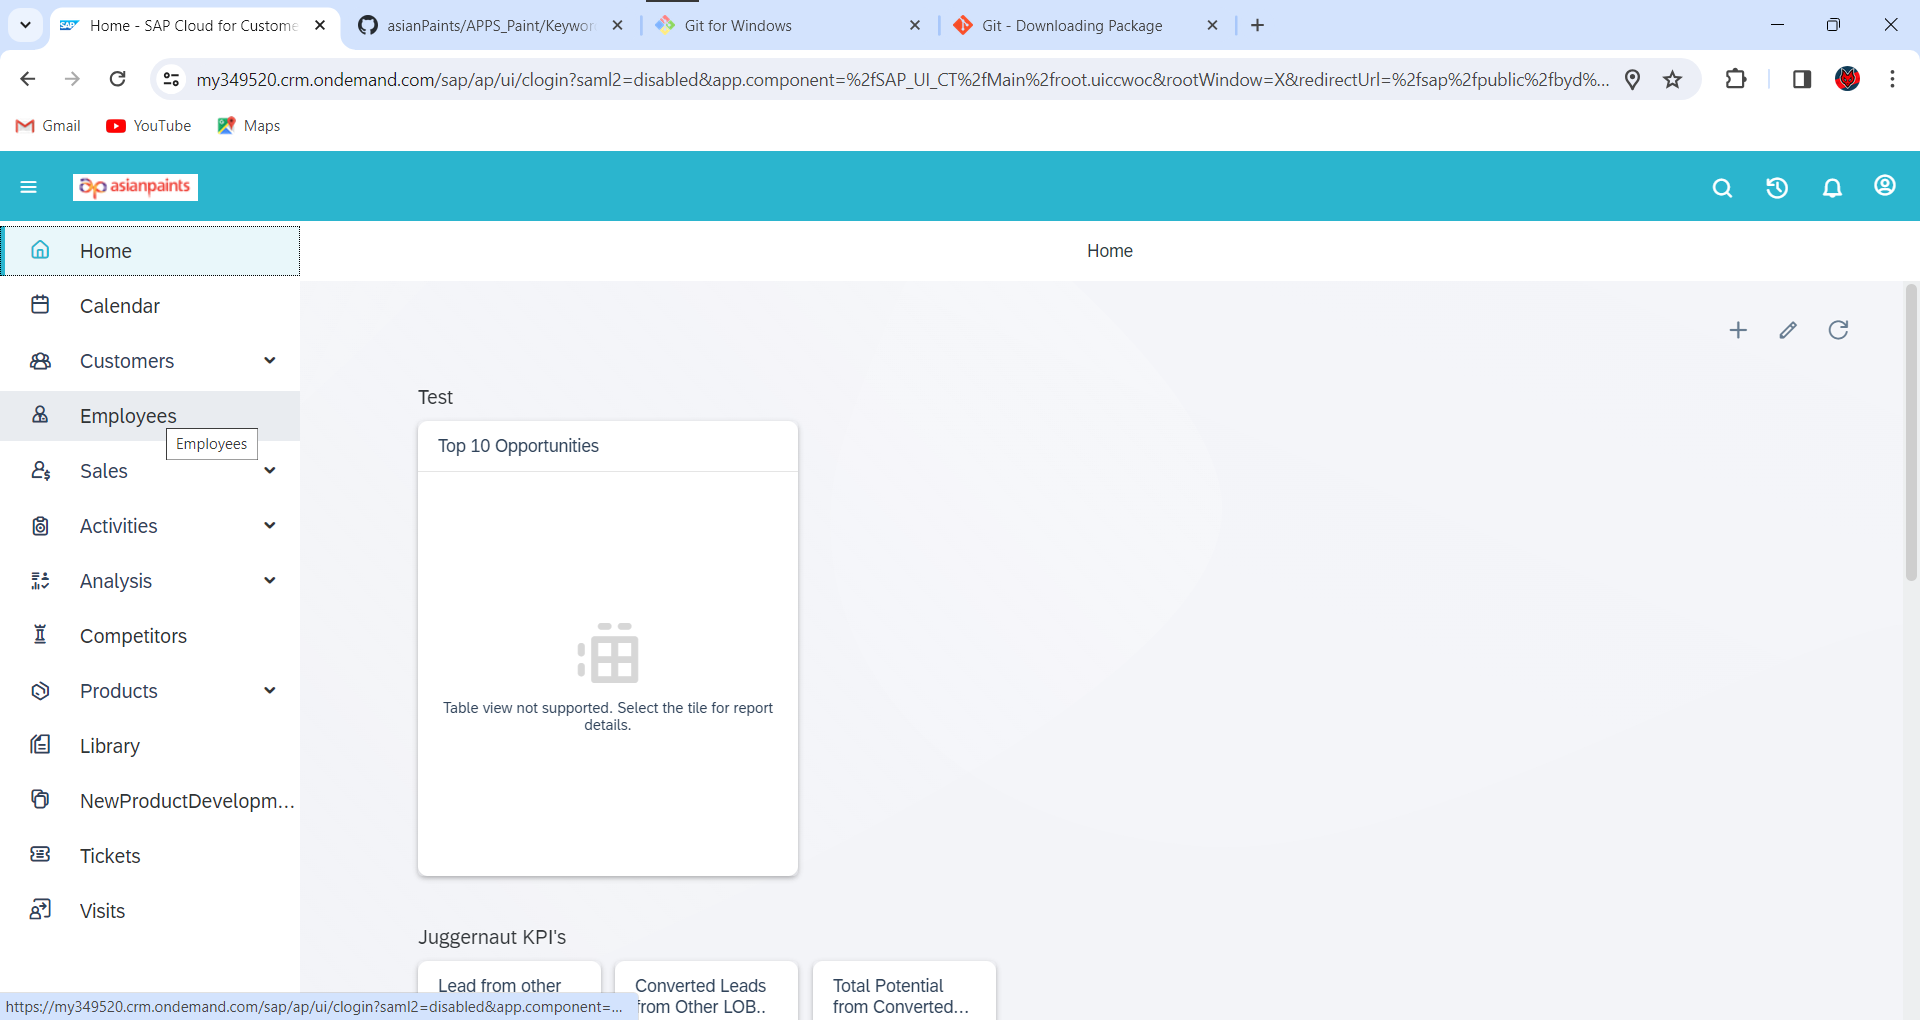 Home - SAP Cloud for Custome
asianPaints/APPS_Paint/Keywor
Git for Windows
Git - Downloading Package
my349520.crm.ondemand.com/sap/ap/ui/clogin?saml2=disabled&app.component=%2fSAP_UI_CT%2fMain%2froot.uiccwoc&rootWindow=X&redirectUrl=%2fsap%2fpublic%2fbyd%...
Gmail
YouTube
Maps
asianpaints
Home
Calendar
Customers
Employees
Employees
Sales
Activities
Analysis
Competitors
Products
Library
NewProductDevelopm...
Tickets
Visits
Home
Test
Top 10 Opportunities
Table view not supported. Select the tile for report
details.
Juggernaut KPI's
Lead from other
Converted Leads
from Other LOB..
Total Potential
from Converted...
https://my349520.crm.ondemand.com/sap/ap/ui/clogin?saml2=disabled&app.component=...